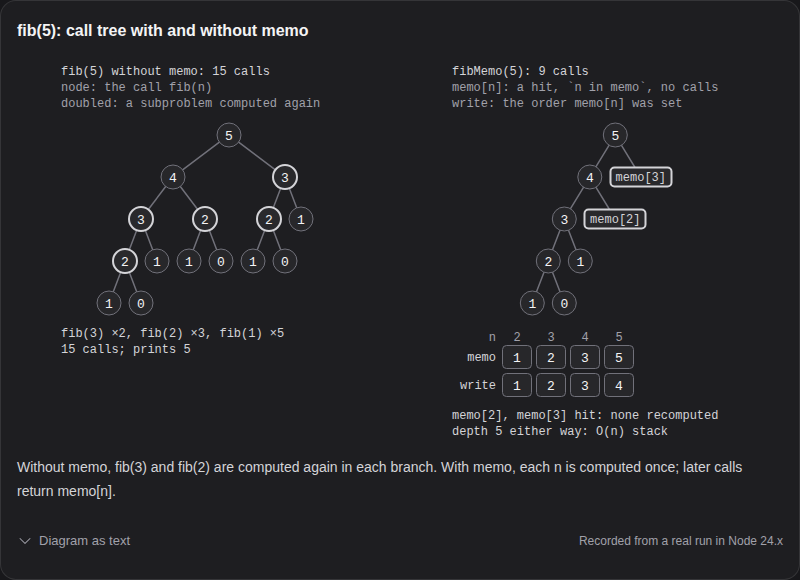 fib(5): call tree with and without memo
fib(5) without memo: 15 calls
node: the call fib(n)
doubled: a subproblem computed again
5
4 3
3 2 2 1
2 1 1 0 1 0
1 0
fib(3) ×2, fib(2) ×3, fib(1) ×5
15 calls; prints 5
fibMemo(5): 9 calls
memo[n]: a hit, `n in memo`, no calls
write: the order memo[n] was set
5
4 memo[3]
3 memo[2]
2 1
1 0
n 2 3 4 5
memo 1 2 3 5
write 1 2 3 4
memo[2], memo[3] hit: none recomputed
depth 5 either way: O(n) stack
Without memo, fib(3) and fib(2) are computed again in each branch. With memo, each n is computed once; later calls
return memo[n].
Diagram as text
Recorded from a real run in Node 24.x